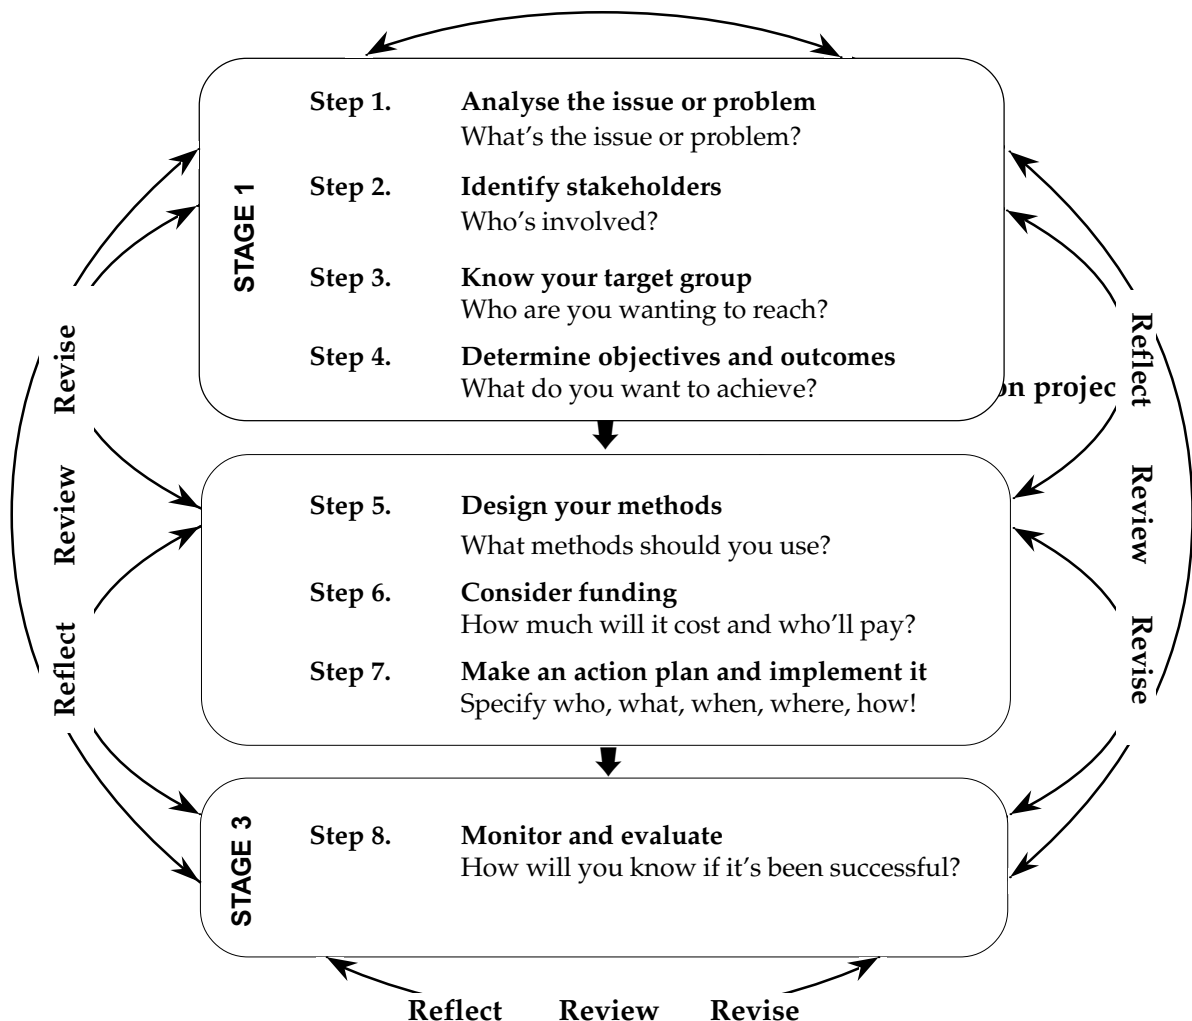 STAGE 1
Step 1. Analyse the issue or problem
What's the issue or problem?
Step 2. Identify stakeholders
Who's involved?
Step 3. Know your target group
Who are you wanting to reach?
Step 4. Determine objectives and outcomes
What do you want to achieve?
on projec
Step 5. Design your methods
What methods should you use?
Step 6. Consider funding
How much will it cost and who'll pay?
Step 7. Make an action plan and implement it
Specify who, what, when, where, how!
STAGE 3
Step 8. Monitor and evaluate
How will you know if it's been successful?
Reflect Review Revise
Reflect Review Revise
Reflect Review Revise